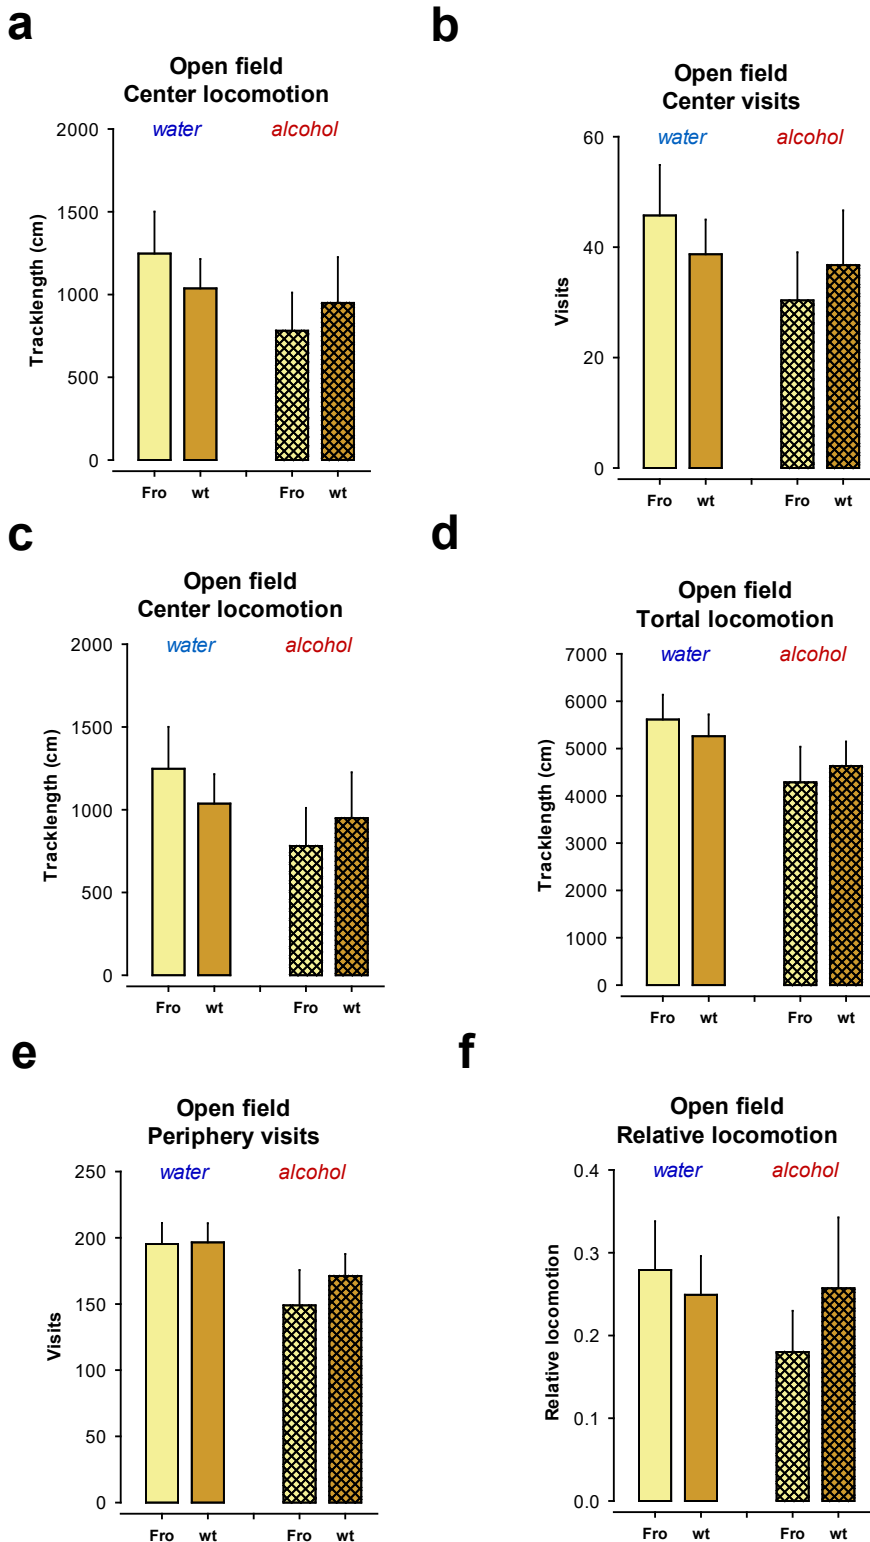 a
Open field
Center locomotion
water alcohol
2000
1500
1000
500
0
Tracklength (cm)
Fro wt Fro wt
b
Open field
Center visits
water alcohol
60
40
20
0
Visits
Fro wt Fro wt
c
Open field
Center locomotion
water alcohol
2000
1500
1000
500
0
Tracklength (cm)
Fro wt Fro wt
d
Open field
Tortal locomotion
water alcohol
7000
6000
5000
4000
3000
2000
1000
0
Tracklength (cm)
Fro wt Fro wt
e
Open field
Periphery visits
water alcohol
250
200
150
100
50
0
Visits
Fro wt Fro wt
f
Open field
Relative locomotion
water alcohol
0.4
0.3
0.2
0.1
0.0
Relative locomotion
Fro wt Fro wt